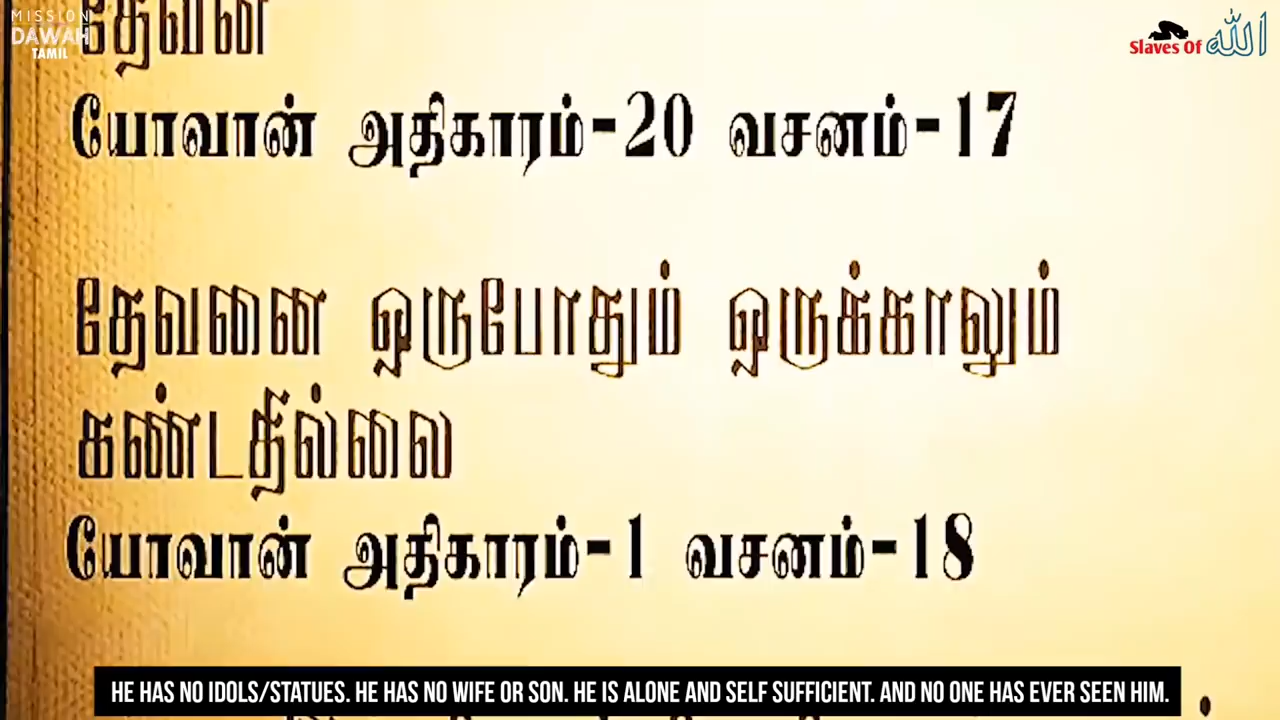 MISSION
DAWAH
TAMIL
Slaves Of الله
தேவன்
யோவான் அதிகாரம்-20 வசனம்-17
தேவனை ஒருபோதும் ஒருக்காலும்
கண்டதில்லை
யோவான் அதிகாரம்-1 வசனம்-18
HE HAS NO IDOLS/STATUES. HE HAS NO WIFE OR SON. HE IS ALONE AND SELF SUFFICIENT. AND NO ONE HAS EVER SEEN HIM.